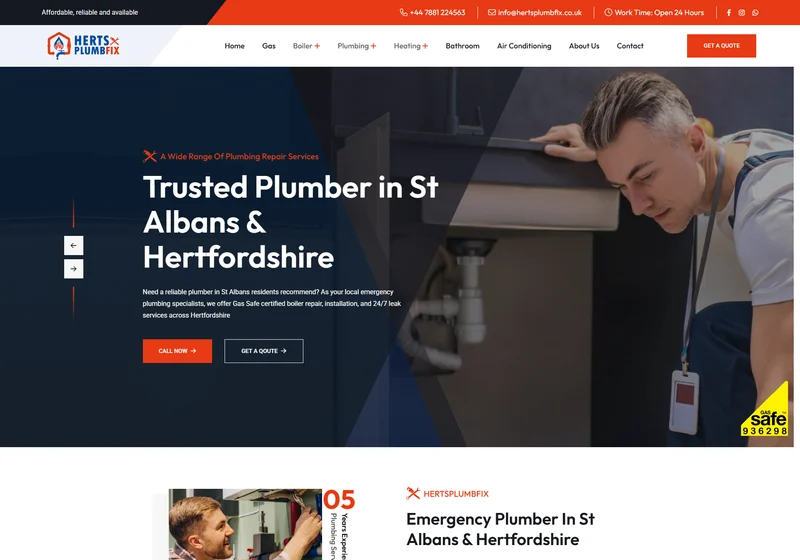 Affordable, reliable and available
+44 7881 224563
info@hertsplumbfix.co.uk
Work Time: Open 24 Hours
HERTS
PLUMBFIX
Home
Gas
Boiler +
Plumbing +
Heating +
Bathroom
Air Conditioning
About Us
Contact
GET A QUOTE
A Wide Range Of Plumbing Repair Services
Trusted Plumber in St
Albans &
Hertfordshire
Need a reliable plumber in St Albans residents recommend? As your local emergency
plumbing specialists, we offer Gas Safe certified boiler repair, installation, and 24/7 leak
services across Hertfordshire
CALL NOW →
GET A QOUTE →
GAS
safe
936298
05
Years Experie
Plumbing Se
HERTSPLUMBFIX
Emergency Plumber In St
Albans & Hertfordshire